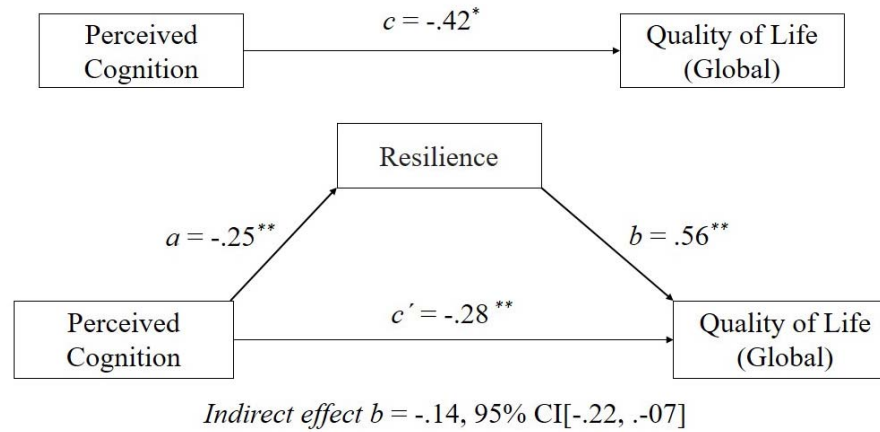 Perceived
Cognition
c = -.42*
Quality of Life
(Global)
Resilience
a = -.25**
b = .56**
Perceived
Cognition
c´ = -.28 **
Quality of Life
(Global)
Indirect effect b = -.14, 95% CI[-.22, .-07]